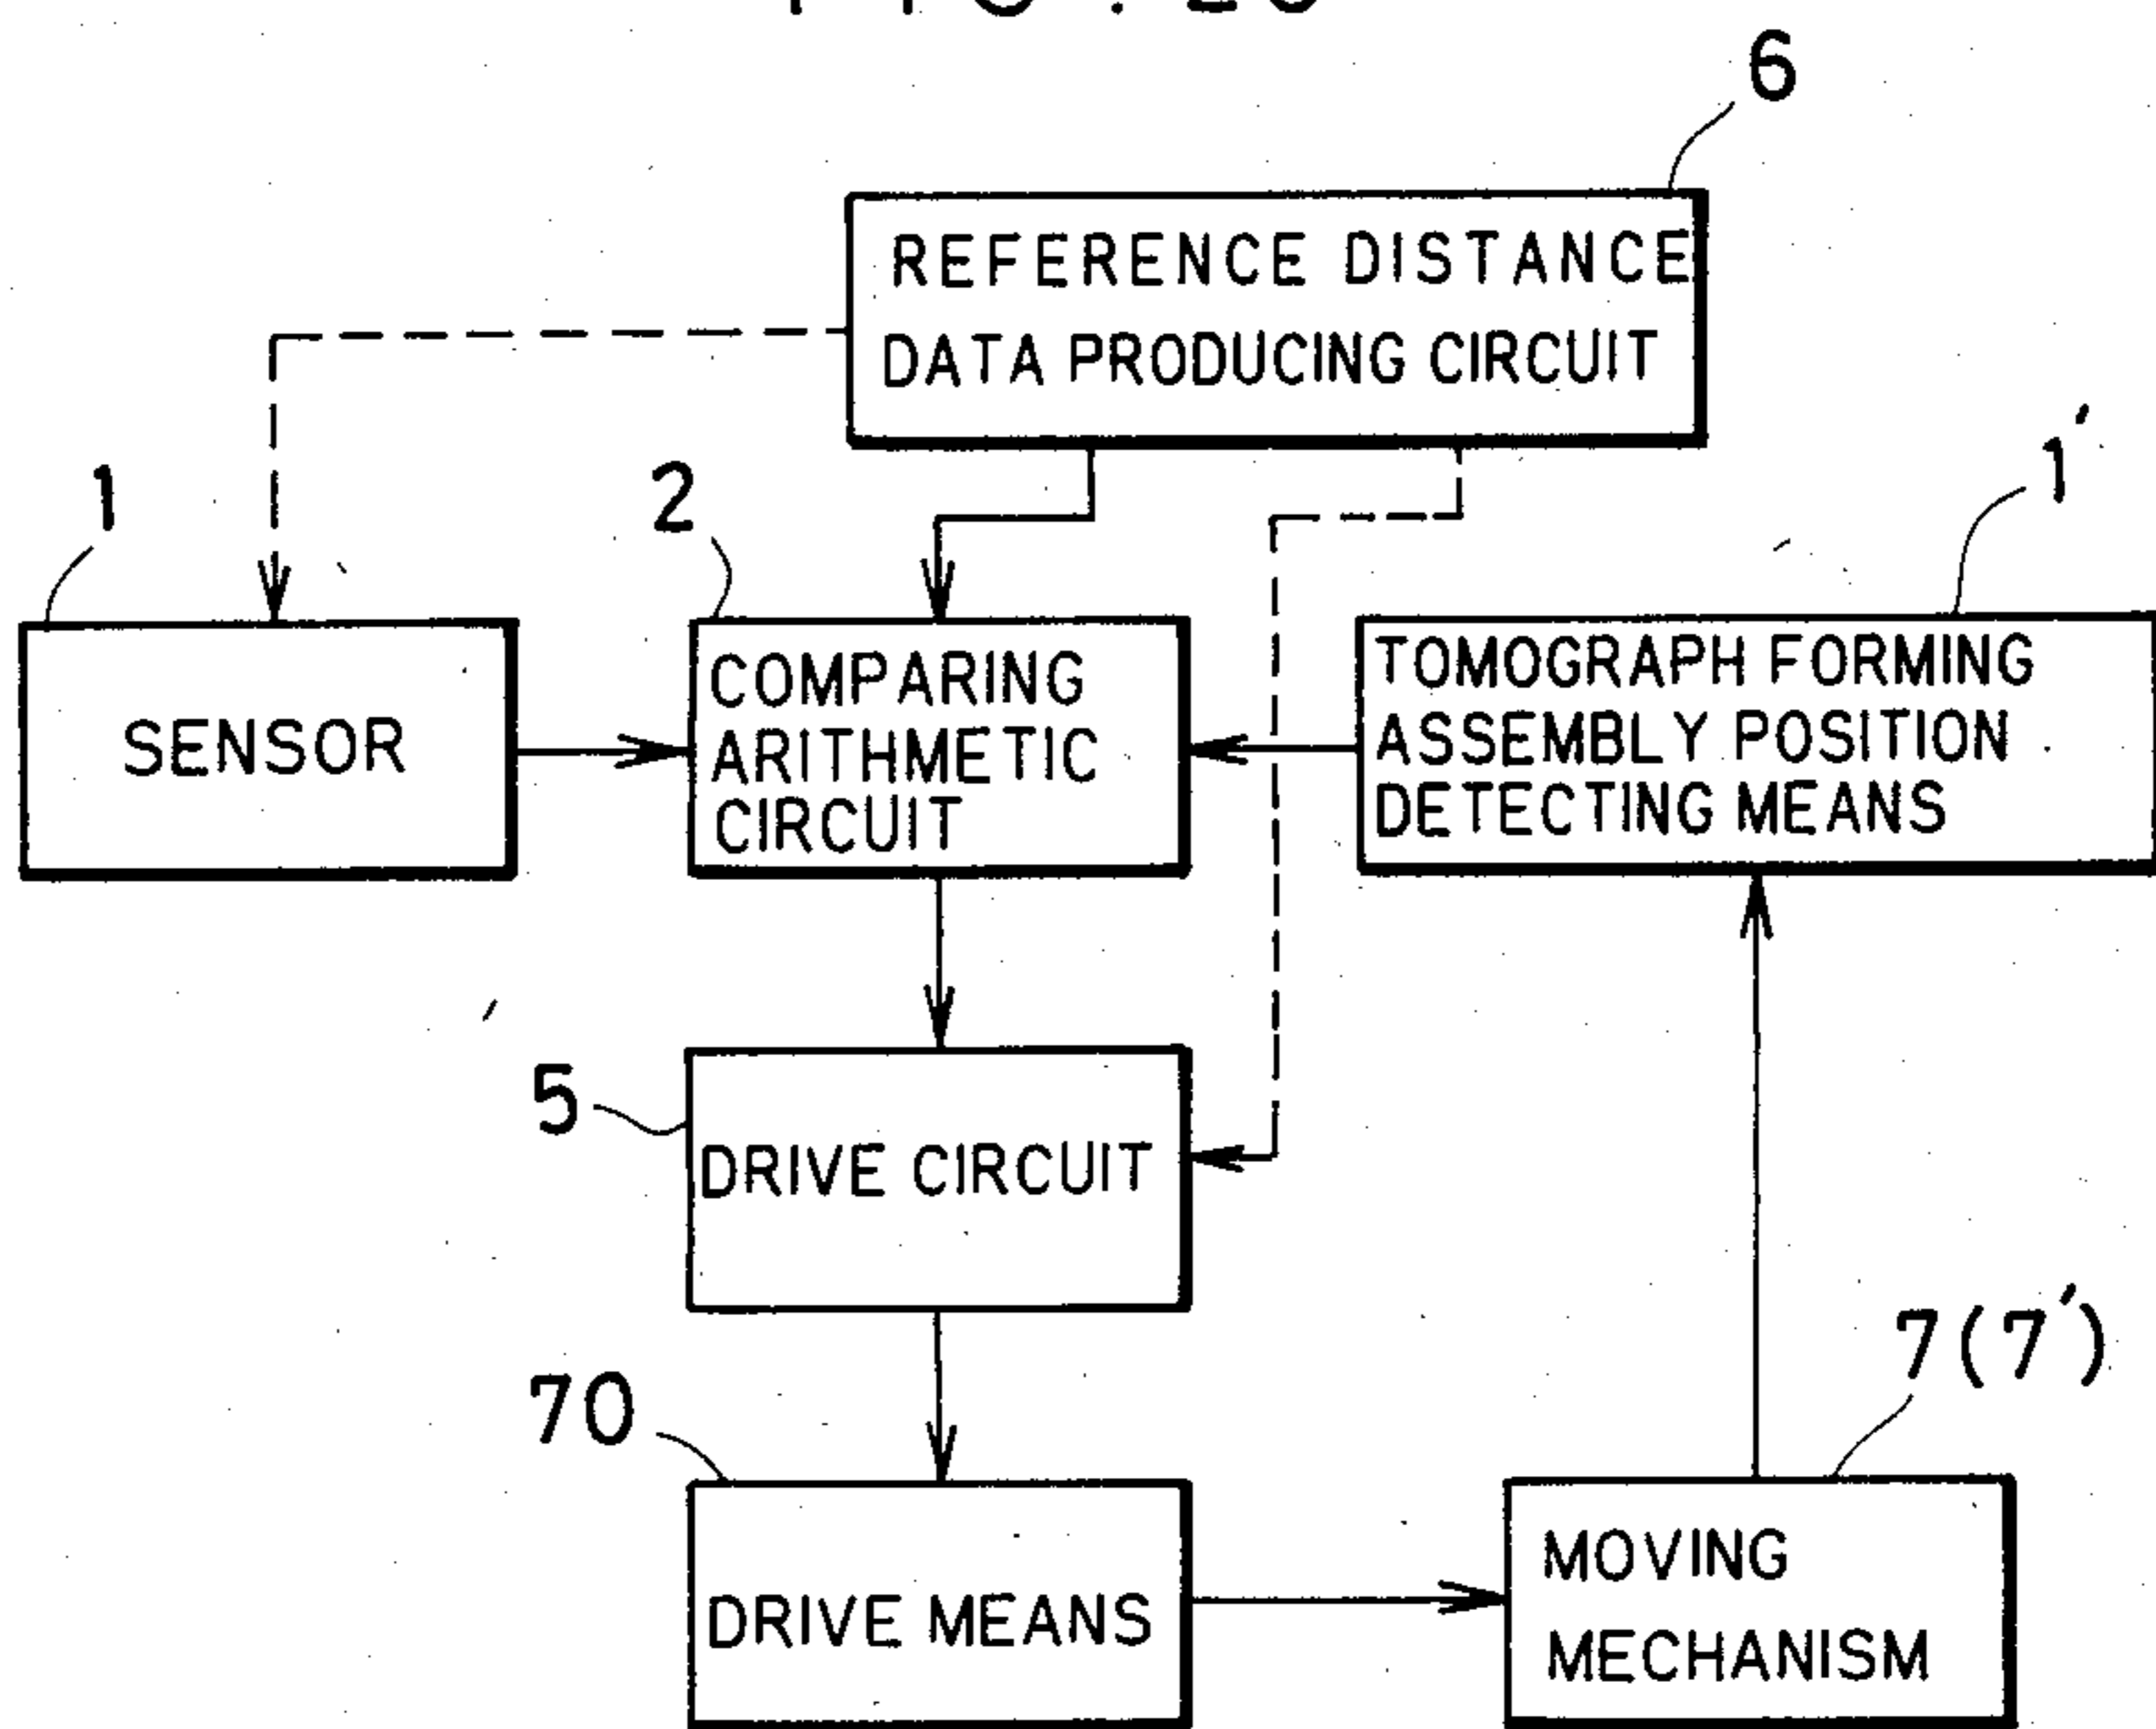 6
REFERENCE DISTANCE
DATA PRODUCING CIRCUIT
1
2
1'
SENSOR
COMPARING
ARITHMETIC
CIRCUIT
TOMOGRAPH FORMING
ASSEMBLY POSITION
DETECTING MEANS
5
DRIVE CIRCUIT
70
7(7')
DRIVE MEANS
MOVING
MECHANISM